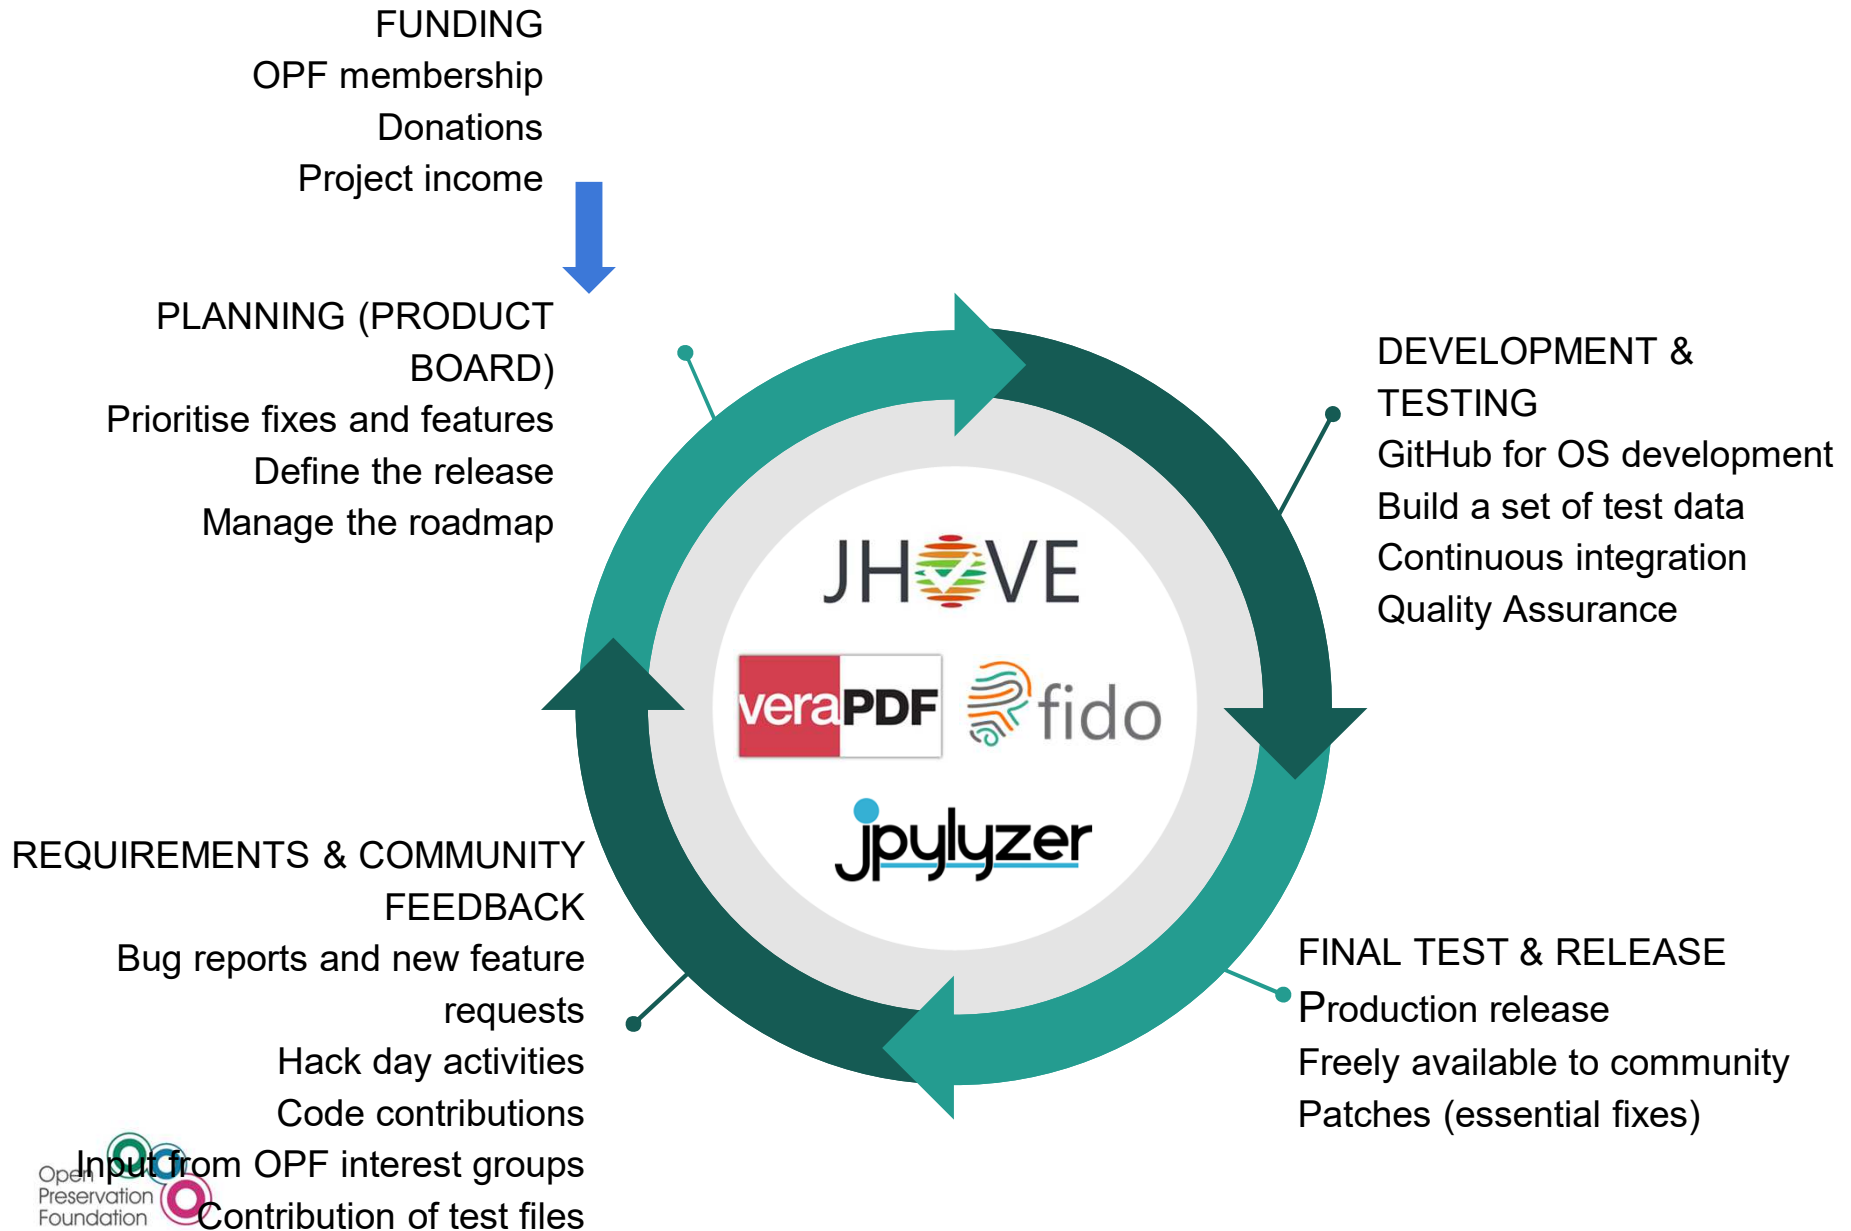 FUNDING
OPF membership
Donations
Project income
PLANNING (PRODUCT
BOARD)
Prioritise fixes and features
Define the release
Manage the roadmap
DEVELOPMENT &
TESTING
GitHub for OS development
Build a set of test data
Continuous integration
Quality Assurance
JHOVE
veraPDF
fido
jpylyzer
REQUIREMENTS & COMMUNITY
FEEDBACK
Bug reports and new feature
requests
Hack day activities
Code contributions
Input from OPF interest groups
Contribution of test files
FINAL TEST & RELEASE
Production release
Freely available to community
Patches (essential fixes)
Open
Preservation
Foundation